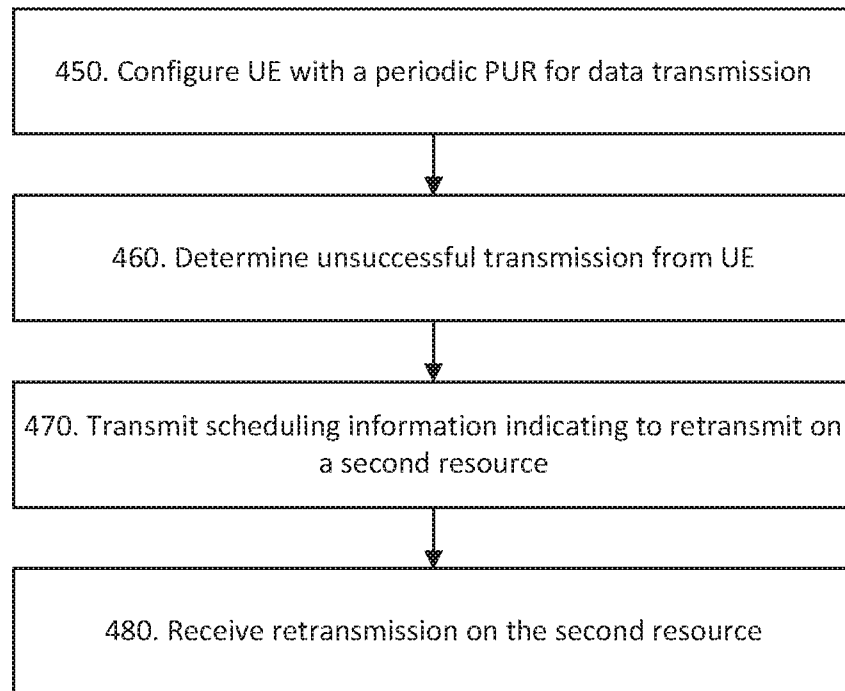 450. Configure UE with a periodic PUR for data transmission
460. Determine unsuccessful transmission from UE
470. Transmit scheduling information indicating to retransmit on
a second resource
480. Receive retransmission on the second resource